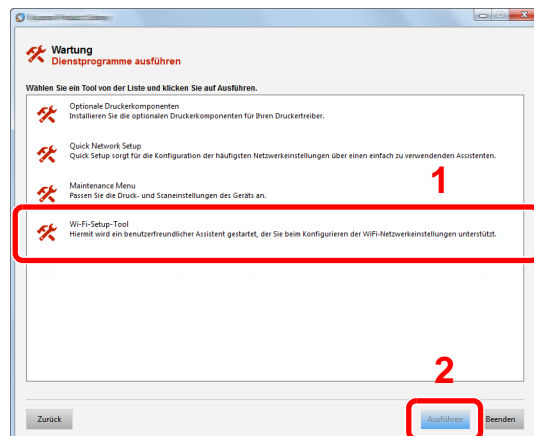 Wartung
Dienstprogramme ausführen
Wählen Sie ein Tool von der Liste und klicken Sie auf Ausführen.
Optionale Druckerkomponenten
Installieren Sie die optionalen Druckerkomponenten für Ihren Druckertreiber.
Quick Network Setup
Quick Setup sorgt für die Konfiguration der häufigsten Netzwerkeinstellungen über einen einfach zu verwendenden Assistenten.
1
Maintenance Menu
Passen Sie die Druck- und Scaneinstellungen des Geräts an.
Wi-Fi-Setup-Tool
Hiermit wird ein benutzerfreundlicher Assistent gestartet, der Sie beim Konfigurieren der WiFi-Netzwerkeinstellungen unterstützt.
2
Zurück
Ausführen
Beenden